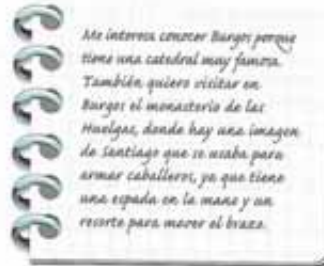 Me interesa conocer Burgos porque
tiene una catedral muy famosa.
También quiero visitar en
Burgos el monasterio de las
Huelgas, donde hay una imagen
de Santiago que se usaba para
armar caballeros, ya que tiene
una espada en la mano y un
resorte para mover el brazo.